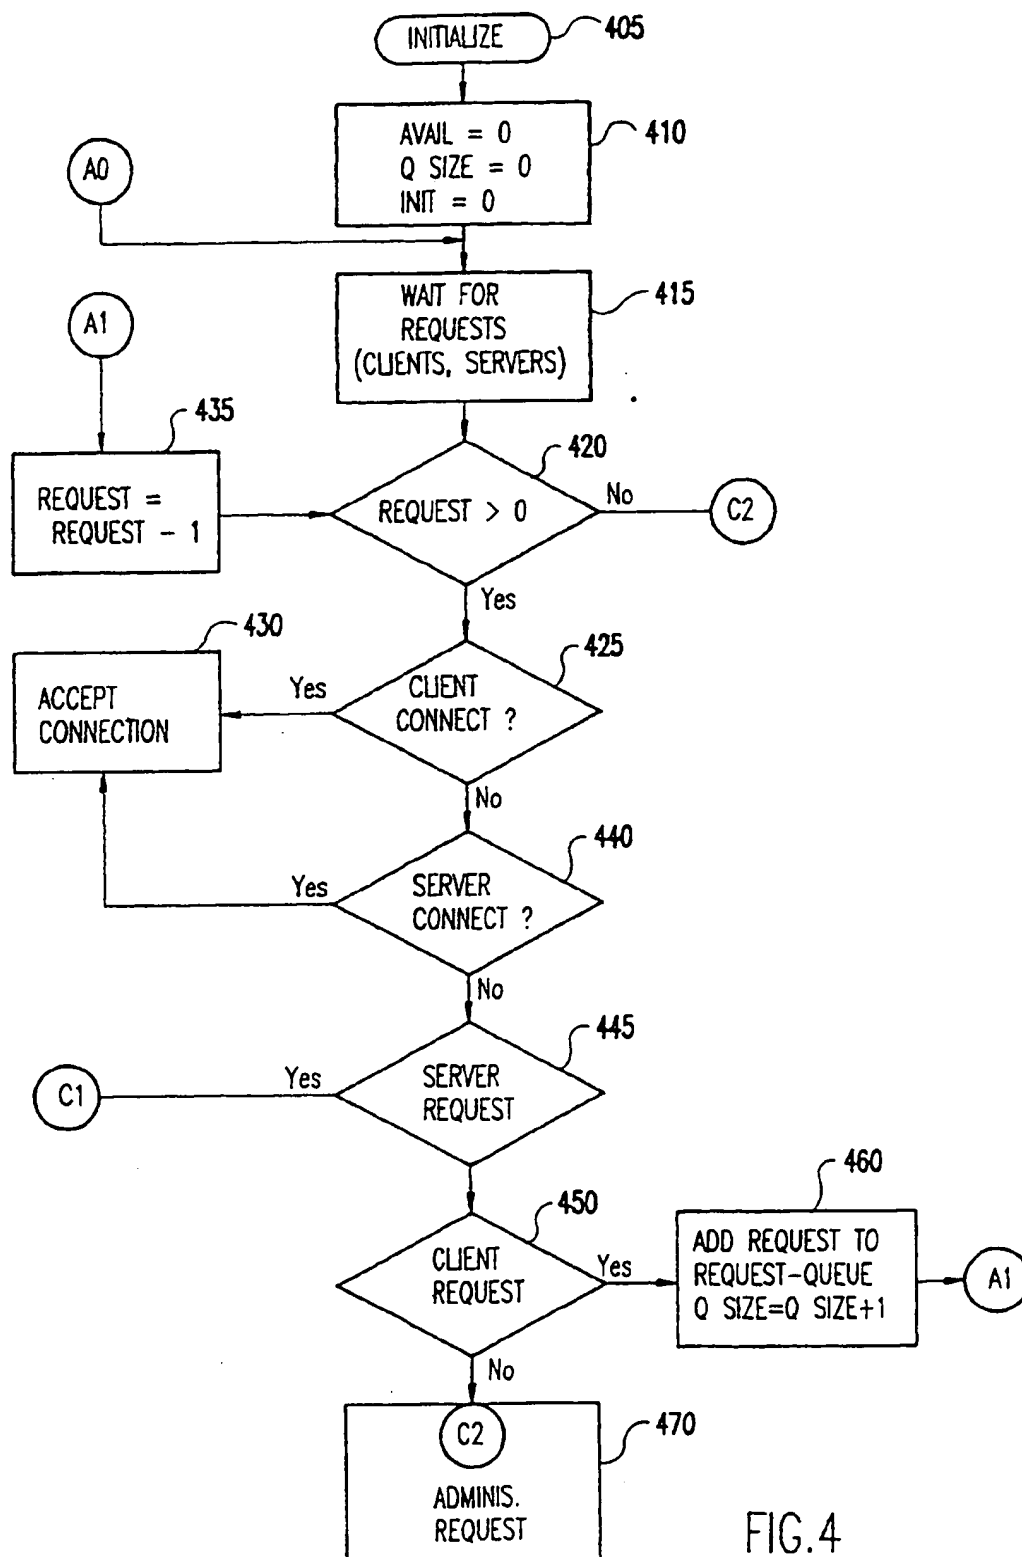 INITIALIZE
405
AVAIL = 0
Q SIZE = 0
INIT = 0
410
A0
WAIT FOR
REQUESTS
(CLIENTS, SERVERS)
415
A1
435
REQUEST =
REQUEST - 1
420
REQUEST > 0
No
C2
Yes
430
ACCEPT
CONNECTION
Yes
425
CLIENT
CONNECT ?
No
440
Yes
SERVER
CONNECT ?
No
445
C1
Yes
SERVER
REQUEST
450
CLIENT
REQUEST
Yes
460
ADD REQUEST TO
REQUEST-QUEUE
Q SIZE=Q SIZE+1
A1
No
C2
470
ADMINIS.
REQUEST
FIG.4